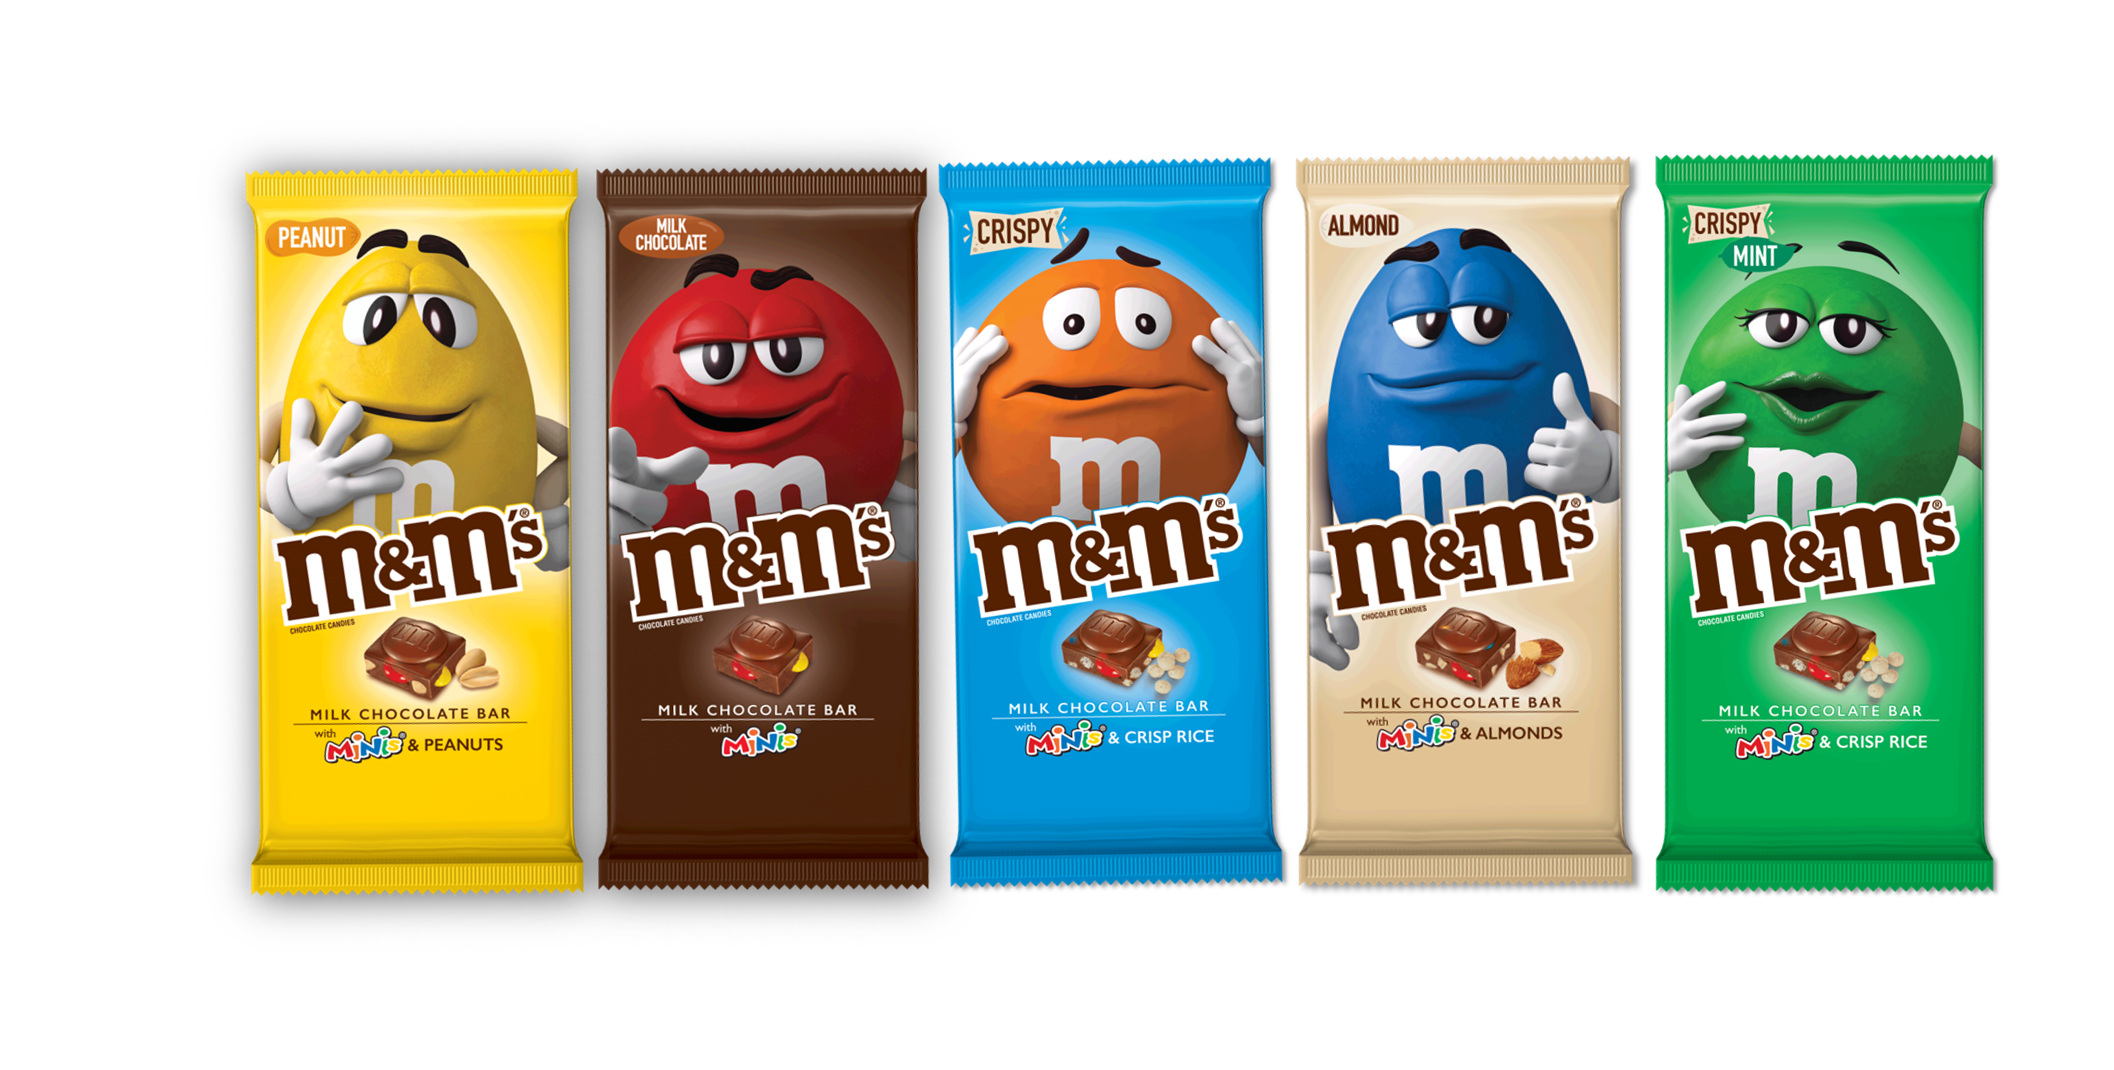 PEANUT
m
m&m's®
CHOCOLATE CANDIES
m
MILK CHOCOLATE BAR
with MINIS® & PEANUTS
MILK
CHOCOLATE
m
m&m's®
CHOCOLATE CANDIES
m
MILK CHOCOLATE BAR
with MINIS®
CRISPY
m
m&m's®
CHOCOLATE CANDIES
m
MILK CHOCOLATE BAR
with MINIS® & CRISP RICE
ALMOND
m
m&m's®
CHOCOLATE CANDIES
m
MILK CHOCOLATE BAR
with MINIS® & ALMONDS
CRISPY
MINT
m
m&m's®
CHOCOLATE CANDIES
m
MILK CHOCOLATE BAR
with MINIS® & CRISP RICE